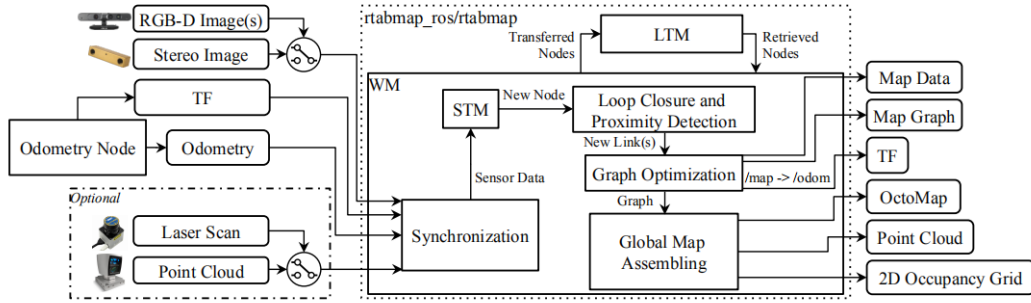 RGB-D Image(s)
Stereo Image
TF
Odometry Node
Odometry
Optional
Laser Scan
Point Cloud
rtabmap_ros/rtabmap
Transferred
Nodes
LTM
Retrieved
Nodes
WM
STM
New Node
Loop Closure and
Proximity Detection
New Link(s)
Graph Optimization
/map -> /odom
Sensor Data
Graph
Synchronization
Global Map
Assembling
Map Data
Map Graph
TF
OctoMap
Point Cloud
2D Occupancy Grid